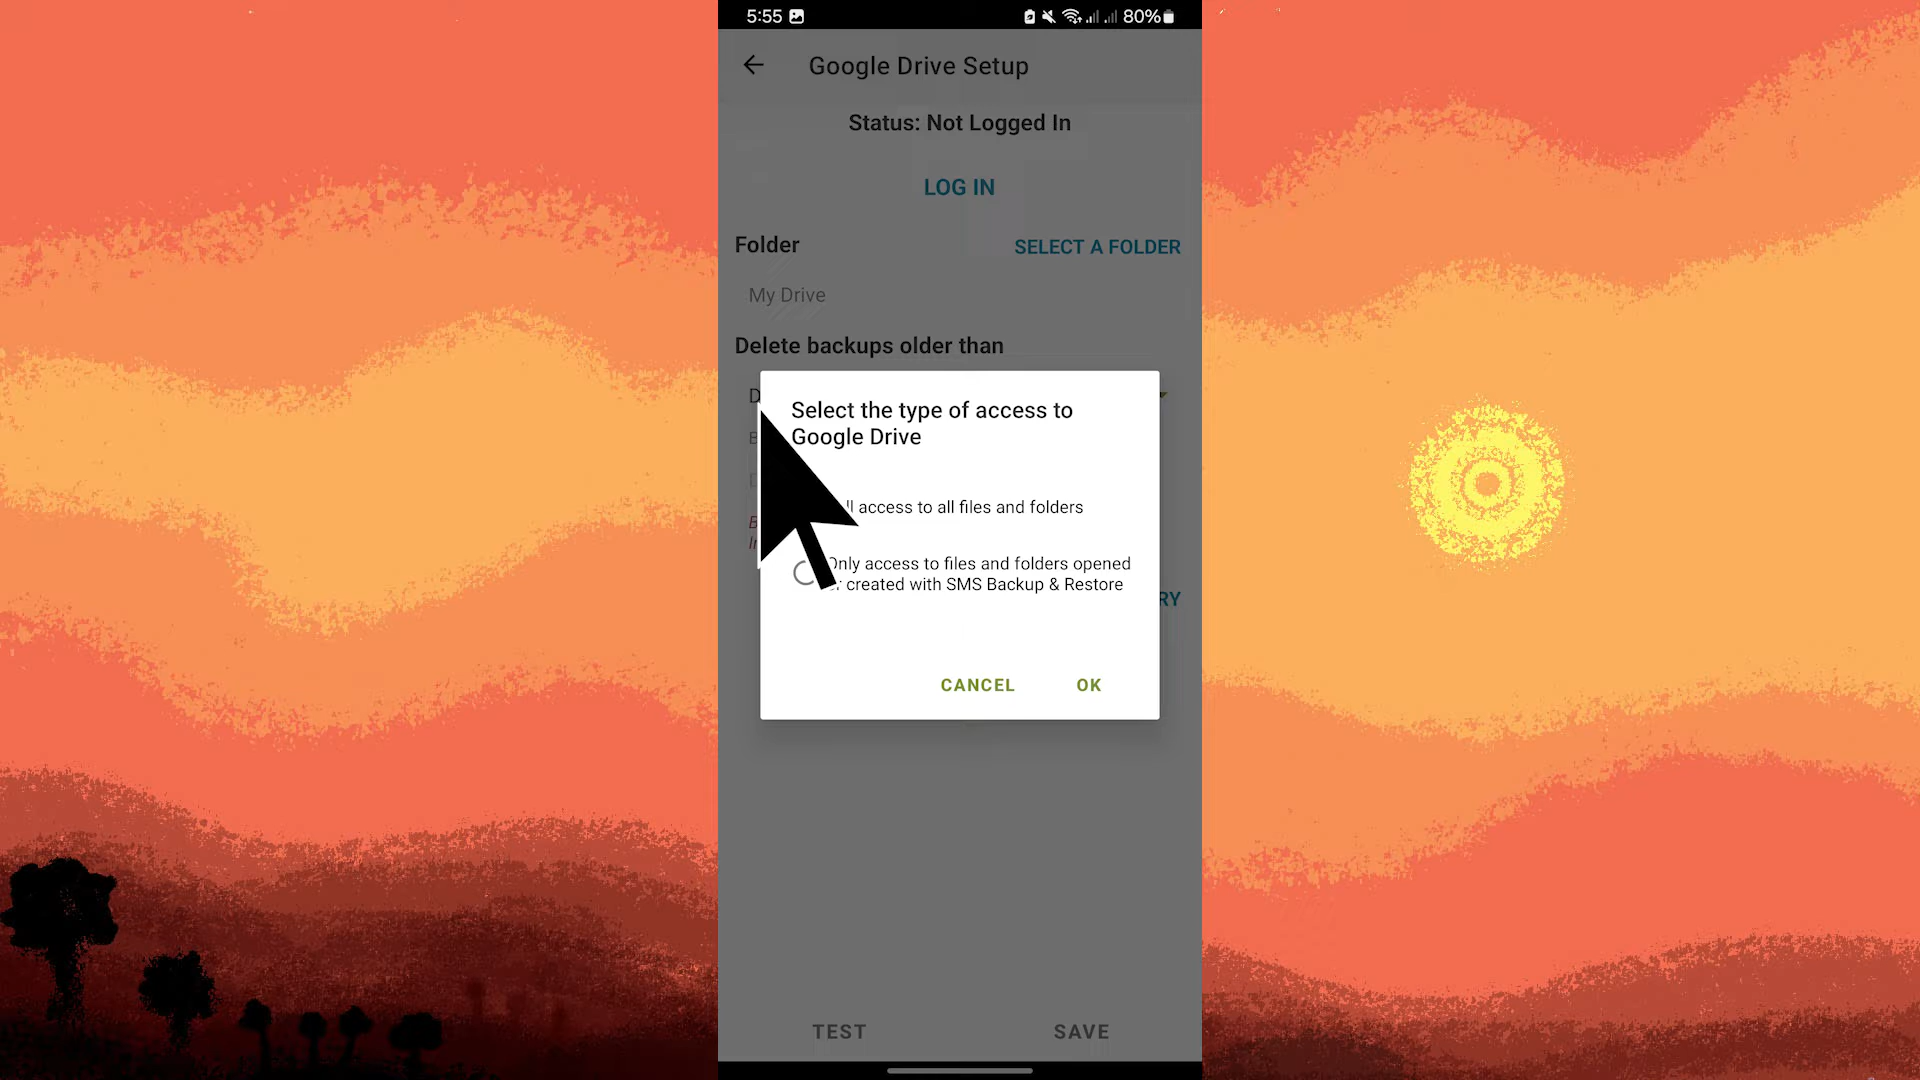 5:55
80%
Google Drive Setup
Status: Not Logged In
LOG IN
Folder
SELECT A FOLDER
My Drive
Delete backups older than
Select the type of access to
Google Drive
access to all files and folders
Only access to files and folders opened
created with SMS Backup & Restore
CANCEL
OK
TEST
SAVE